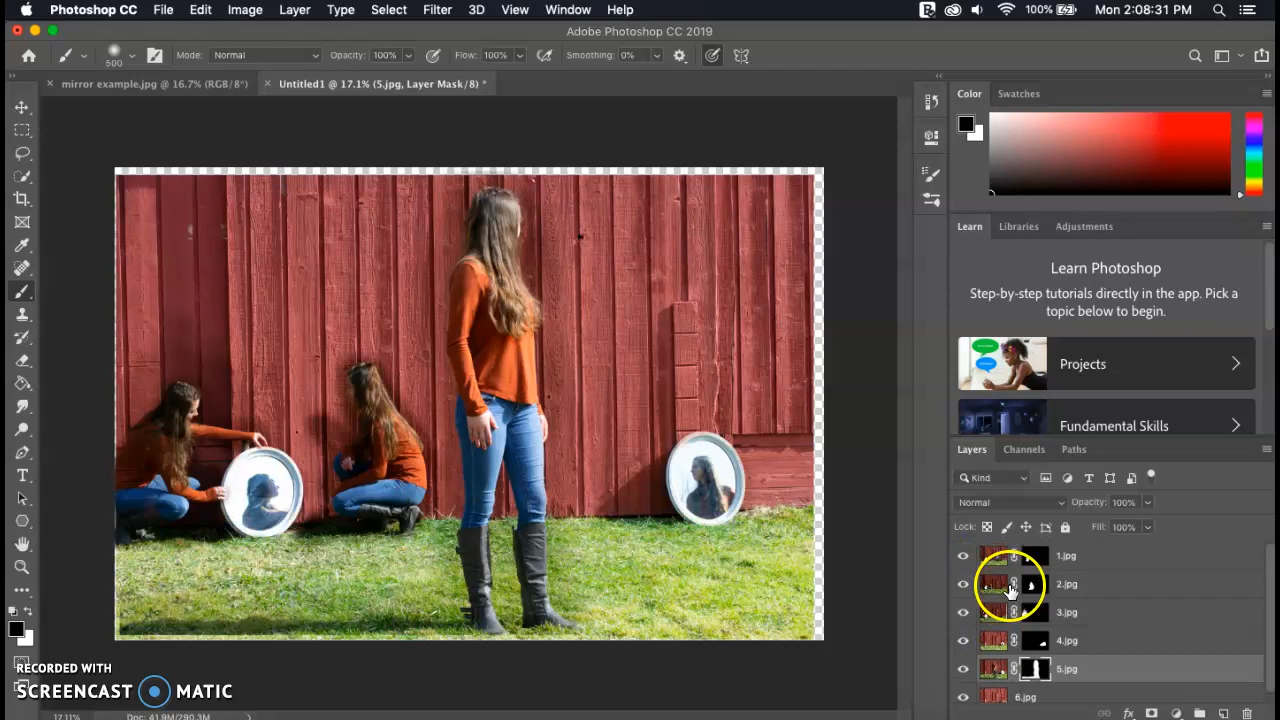 Photoshop CC File Edit Image Layer Type Select Filter 3D View Window Help 100% Mon 2:08:31 PM
Adobe Photoshop CC 2019
500 Mode: Normal Opacity: 100% Flow: 100% Smoothing: 0%
mirror example.jpg @ 16.7% (RGB/8*) Untitled1 @ 17.1% (5.jpg, Layer Mask/8) *
Color Swatches
Learn Libraries Adjustments
Learn Photoshop
Step-by-step tutorials directly in the app. Pick a
topic below to begin.
Projects
Fundamental Skills
Layers Channels Paths
Kind
Normal Opacity: 100%
Lock: Fill: 100%
1.jpg
2.jpg
3.jpg
4.jpg
5.jpg
6.jpg
RECORDED WITH
SCREENCAST MATIC
17.11% Doc: 41.9M/290.3M